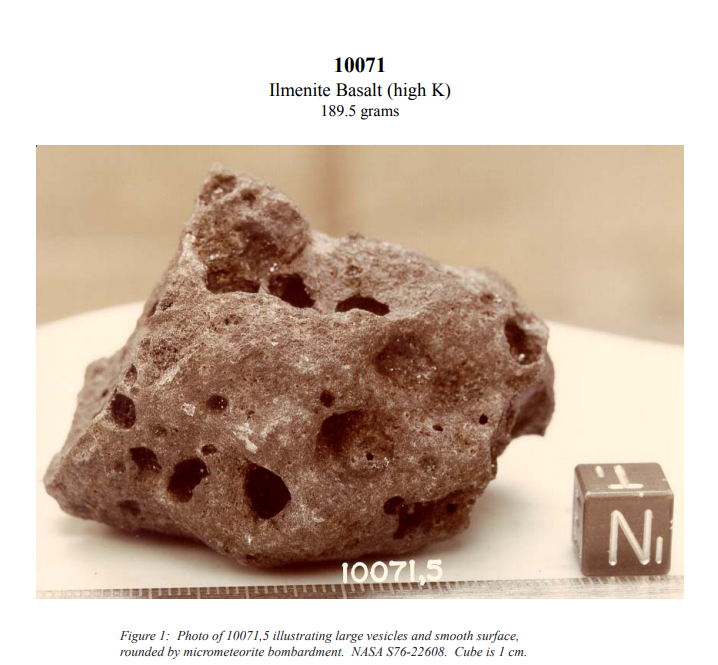 10071
Ilmenite Basalt (high K)
189.5 grams
N
10071,5
Figure 1:  Photo of 10071,5 illustrating large vesicles and smooth surface,
rounded by micrometeorite bombardment.  NASA S76-22608.  Cube is 1 cm.